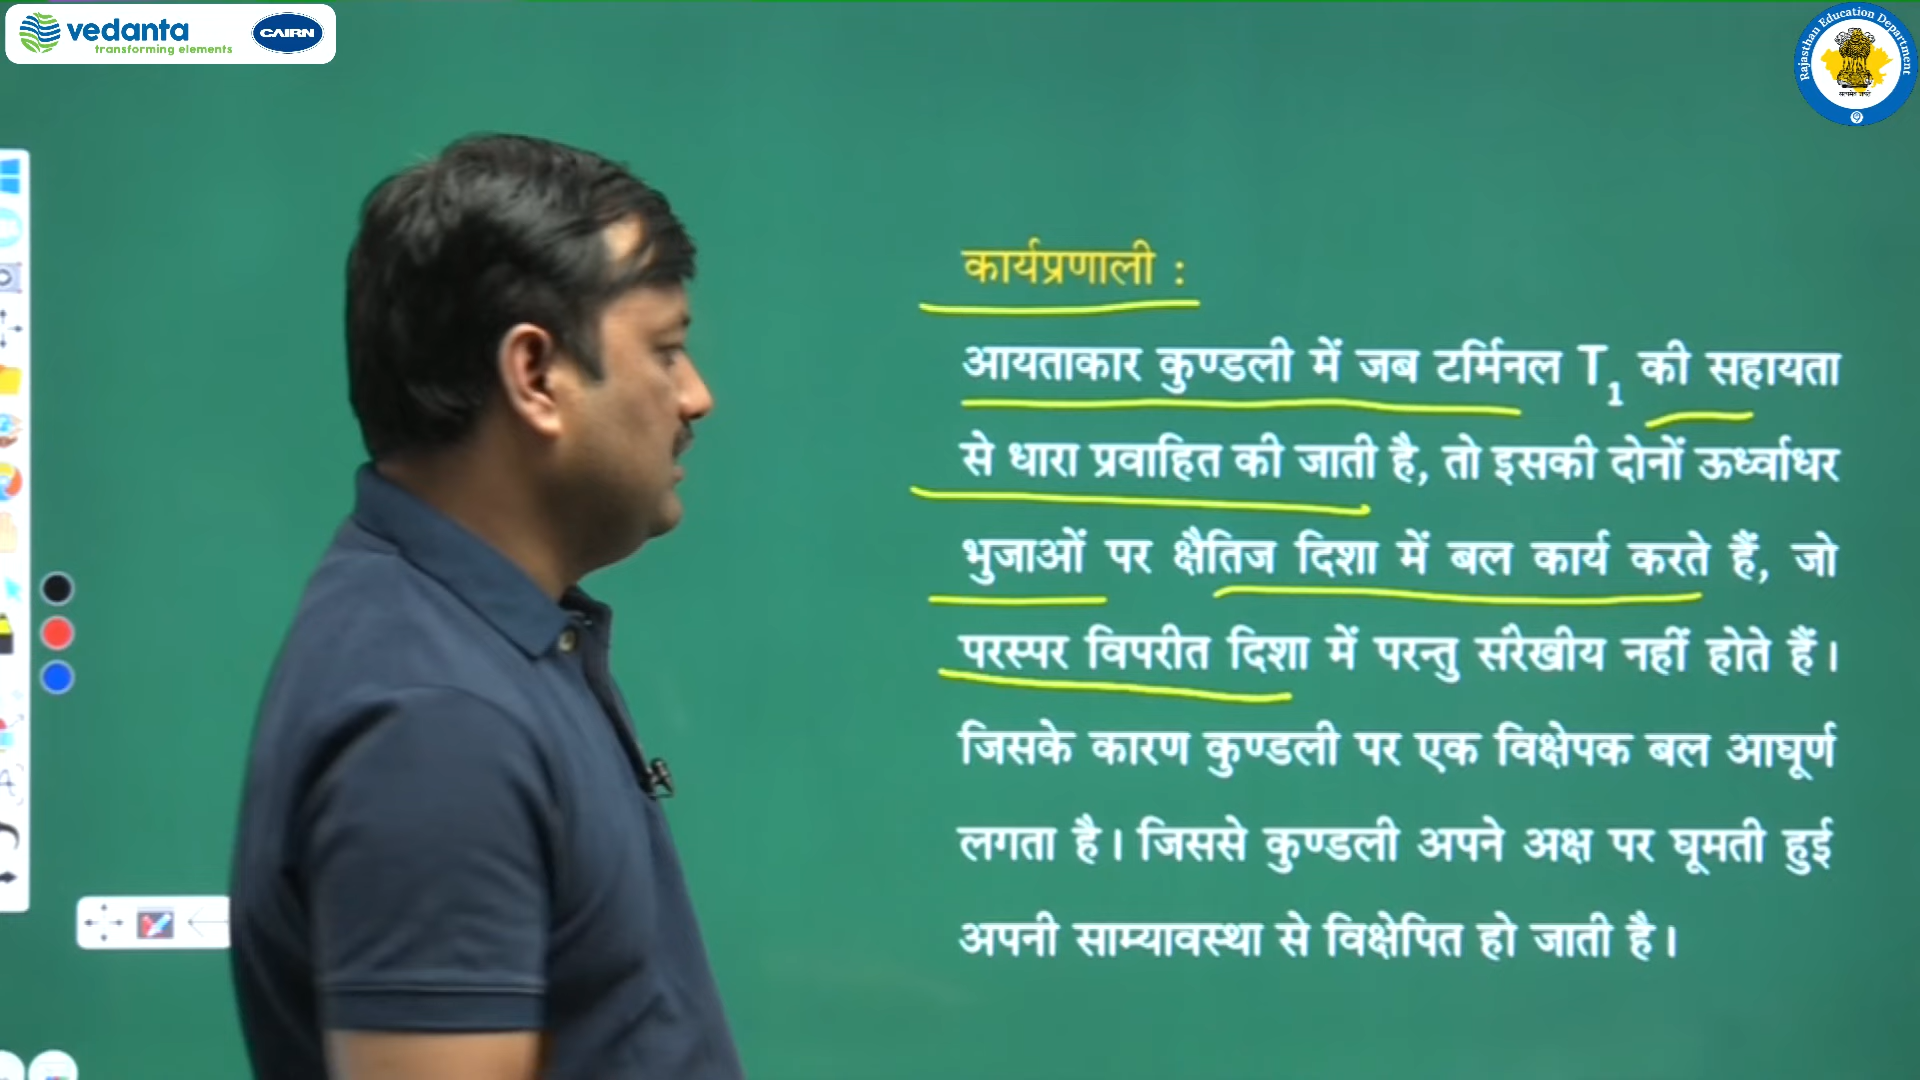 vedanta
transforming elements
CAIRN
Rajasthan Education Department
कार्यप्रणाली :
आयताकार कुण्डली में जब टर्मिनल T1 की सहायता
से धारा प्रवाहित की जाती है, तो इसकी दोनों ऊर्ध्वाधर
भुजाओं पर क्षैतिज दिशा में बल कार्य करते हैं, जो
परस्पर विपरीत दिशा में परन्तु संरेखीय नहीं होते हैं।
जिसके कारण कुण्डली पर एक विक्षेपक बल आघूर्ण
लगता है। जिससे कुण्डली अपने अक्ष पर घूमती हुई
अपनी साम्यावस्था से विक्षेपित हो जाती है।